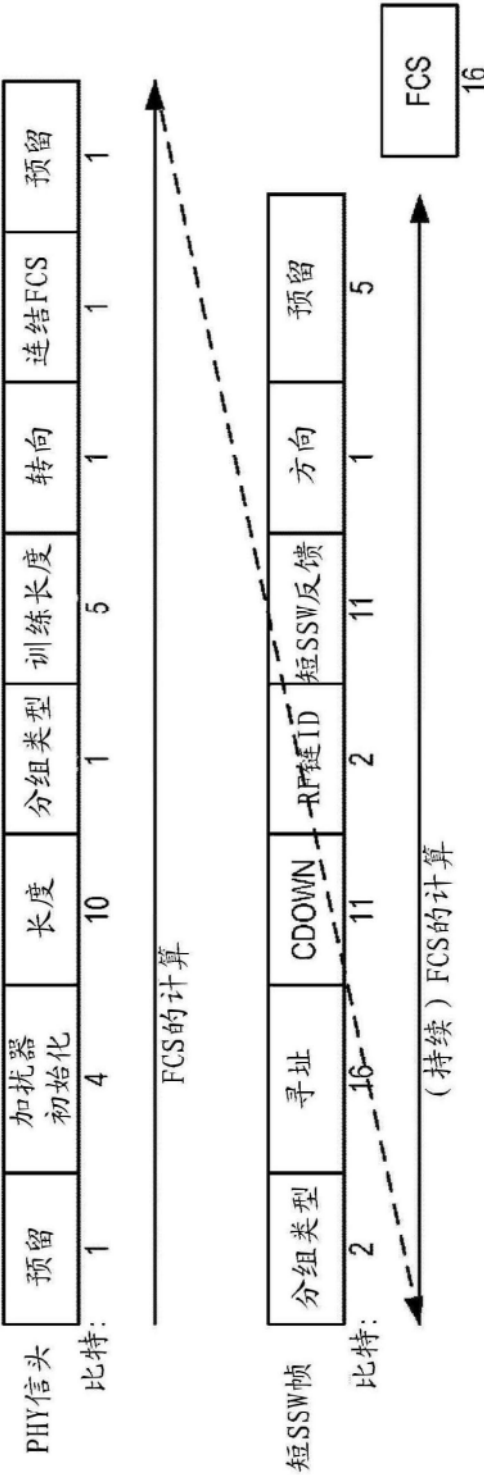 PHY信头
预留 加扰器初始化 长度 分组类型 训练长度 转向 连结FCS 预留
比特: 1 4 10 1 5 1 1 1
FCS的计算
短SSW帧
分组类型 寻址 CDOWN RF链ID 短SSW反馈 方向 预留
比特: 2 16 11 2 11 1 5
(持续) FCS的计算
FCS
16